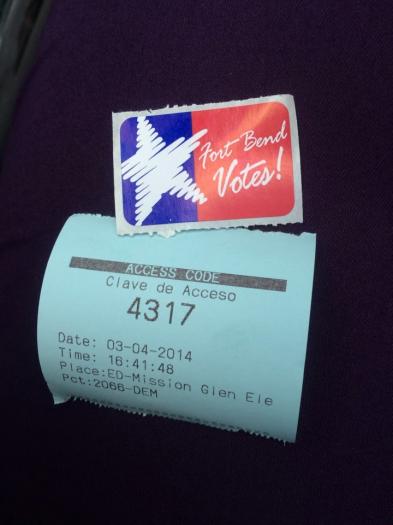 Fort Bend
Votes!
ACCESS CODE
Clave de Acceso
4317
Date: 03-04-2014
Time: 16:41:48
Place:ED-Mission Glen Ele
Pct:2066-DEM